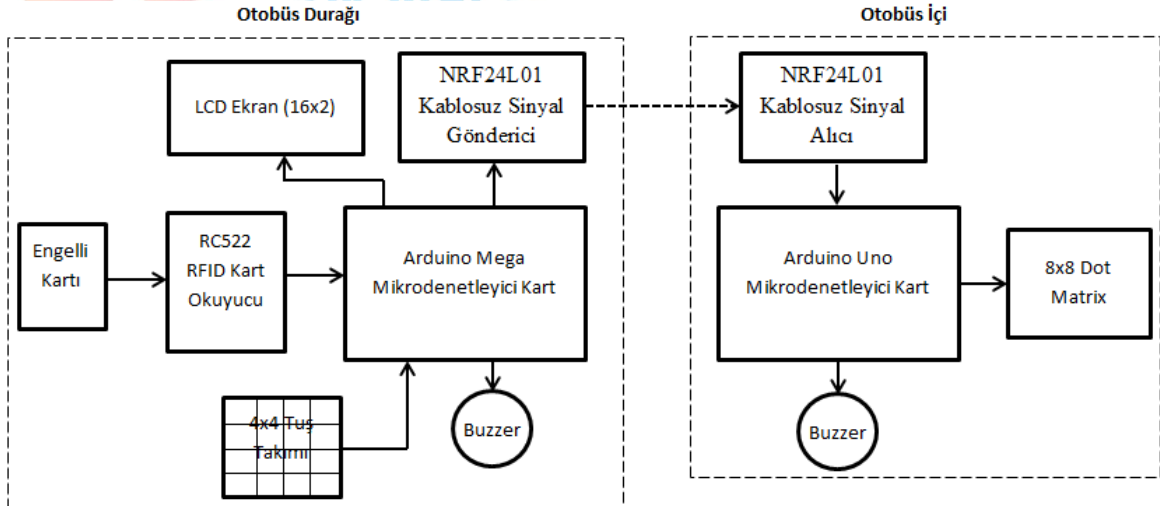 Otobüs Durağı
Otobüs İçi
LCD Ekran (16x2)
NRF24L01
Kablosuz Sinyal
Gönderici
NRF24L01
Kablosuz Sinyal
Alıcı
Engelli
Kartı
RC522
RFID Kart
Okuyucu
Arduino Mega
Mikrodenetleyici Kart
Arduino Uno
Mikrodenetleyici Kart
8x8 Dot
Matrix
4x4 Tuş
Takımı
Buzzer
Buzzer